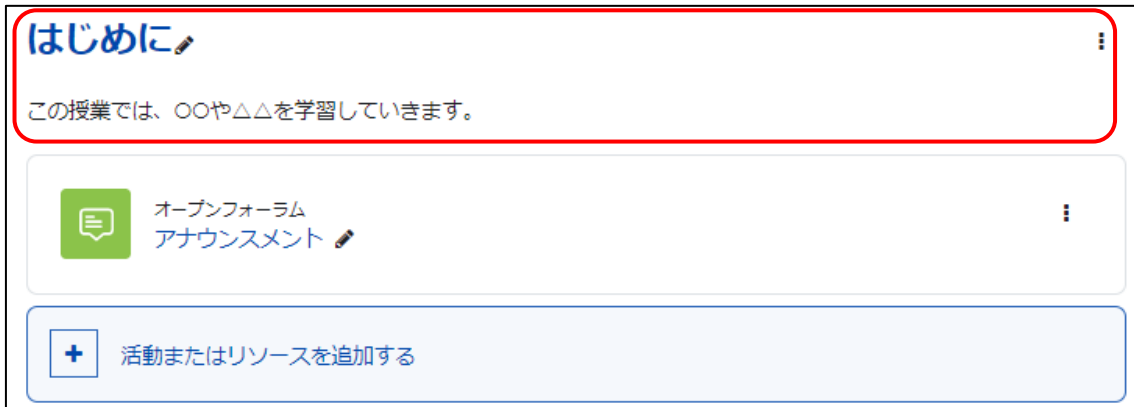 はじめに
この授業では、○○や△△を学習していきます。
オープンフォーラム
アナウンスメント
活動またはリソースを追加する